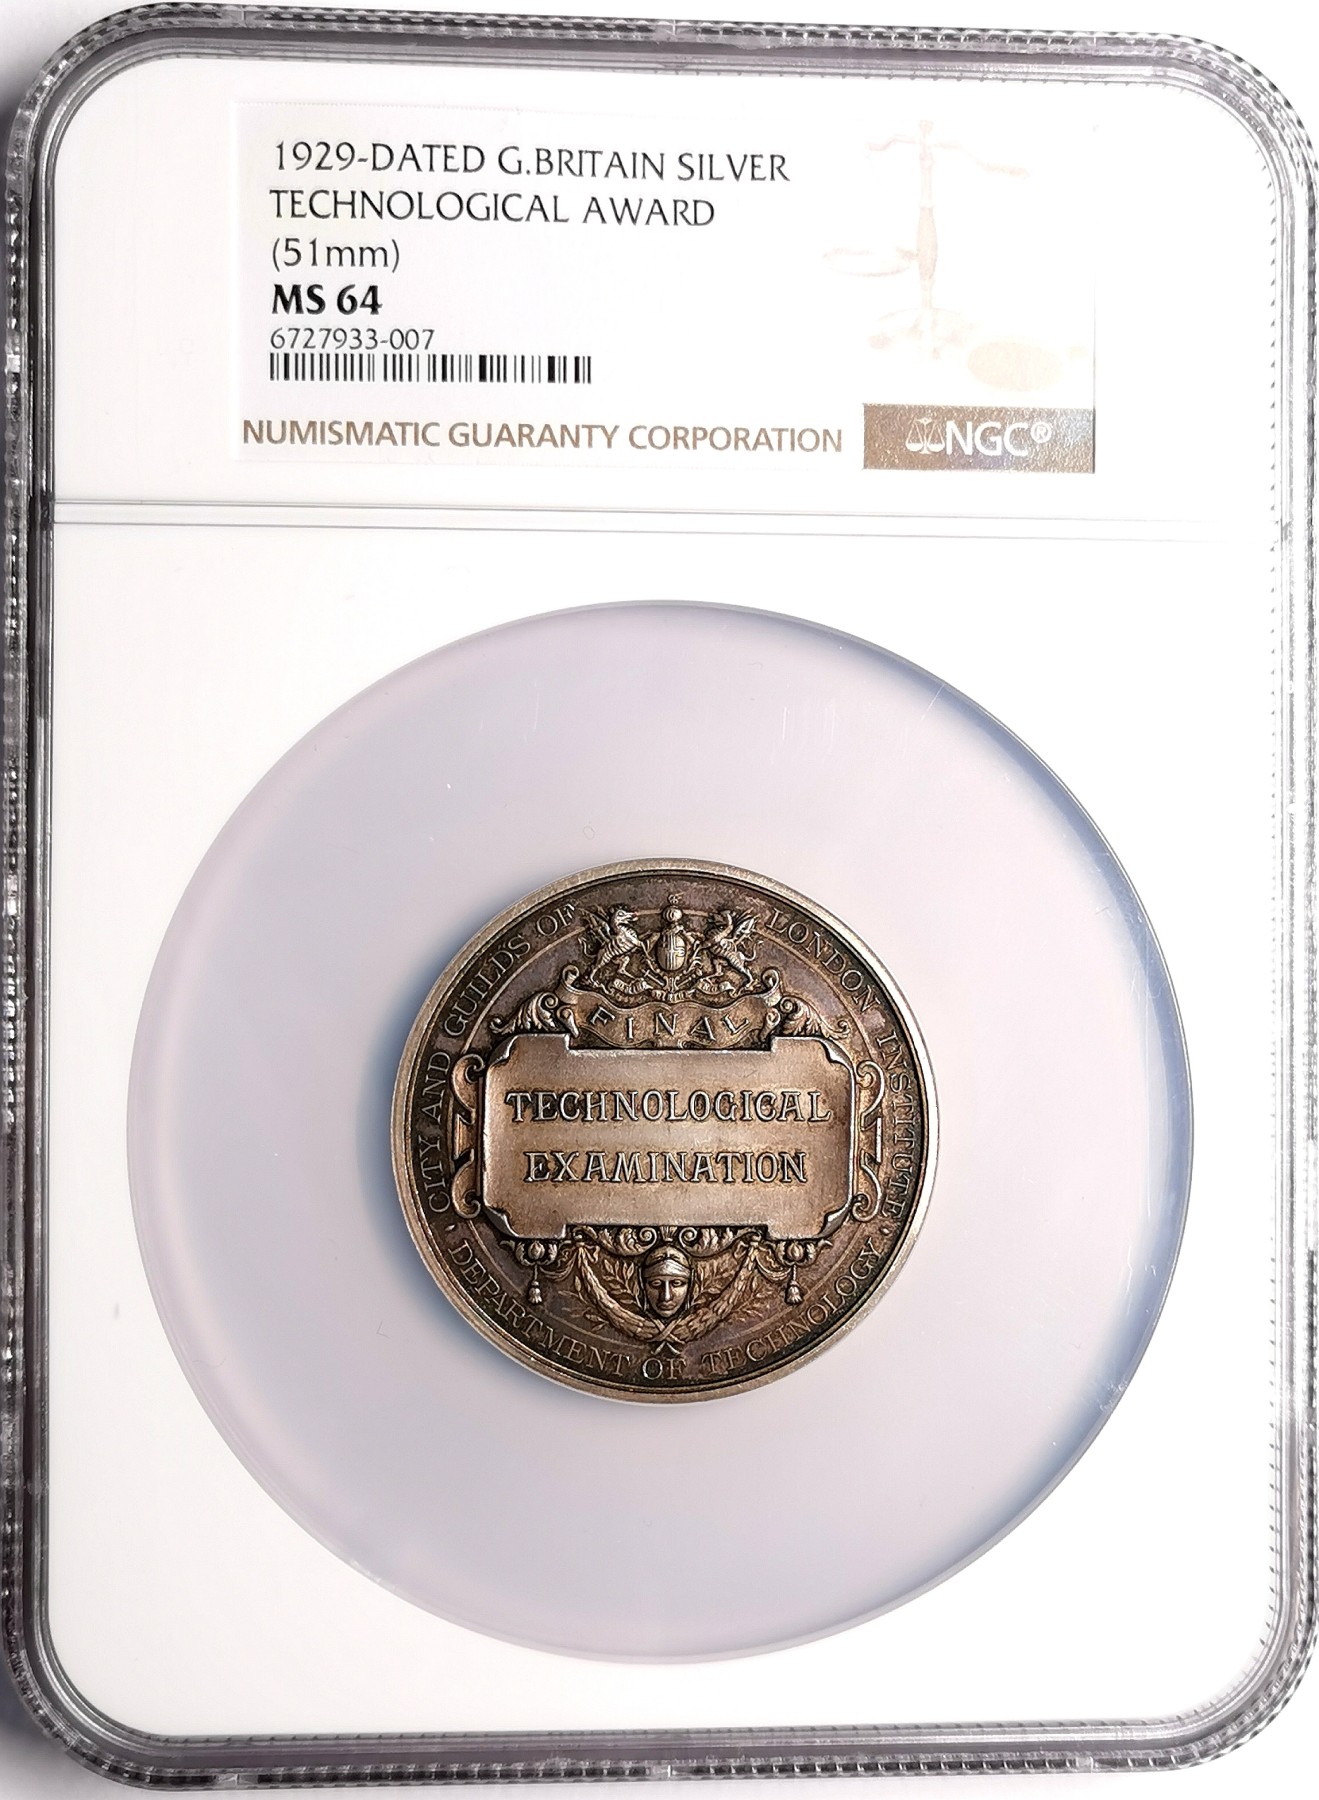 1929-DATED G.BRITAIN SILVER
TECHNOLOGICAL AWARD
(51mm)
MS 64
6727933-007
NUMISMATIC GUARANTY CORPORATION
NGC®
CITY AND GUILDS OF LONDON INSTITUTE
FINAL
TECHNOLOGICAL
EXAMINATION
DEPARTMENT OF TECHNOLOGY